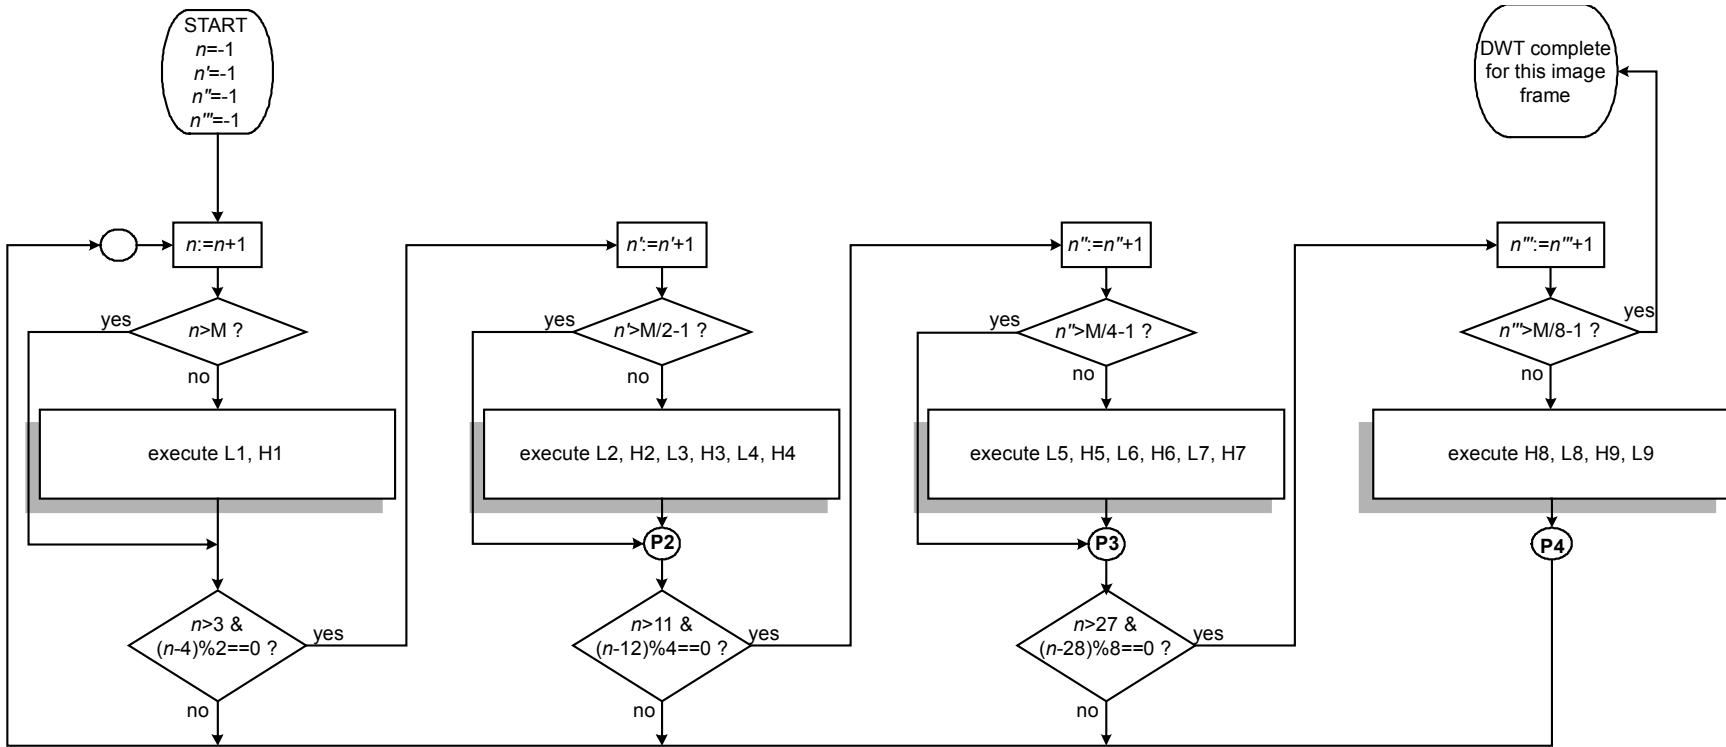 START
n=-1
n'=-1
n"=-1
n'"=-1
DWT complete
for this image
frame
n:=n+1
n':=n'+1
n":=n"+1
n'":=n'"+1
yes
n>M ?
no
yes
n'>M/2-1 ?
no
yes
n">M/4-1 ?
no
n'">M/8-1 ?
yes
no
execute L1, H1
execute L2, H2, L3, H3, L4, H4
execute L5, H5, L6, H6, L7, H7
execute H8, L8, H9, L9
P2
P3
P4
n>3 &
(n-4)%2==0 ?
yes
no
n>11 &
(n-12)%4==0 ?
yes
no
n>27 &
(n-28)%8==0 ?
yes
no